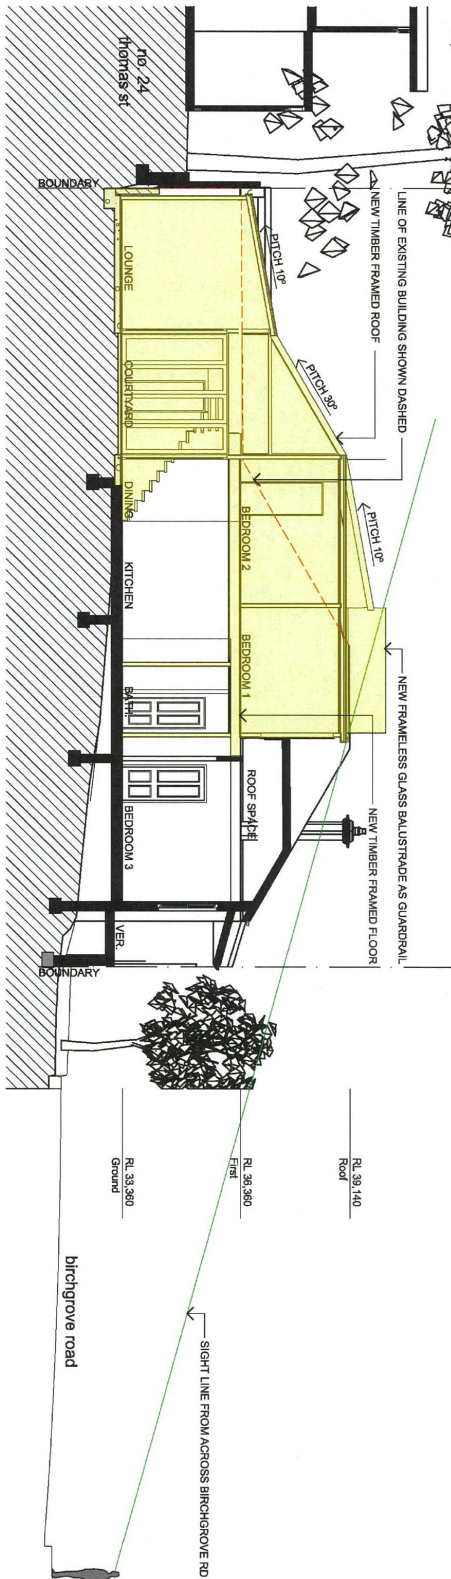 no. 24
thomas st
BOUNDARY
LINE OF EXISTING BUILDING SHOWN DASHED
NEW TIMBER FRAMED ROOF
PITCH 10º
PITCH 30º
PITCH 10º
NEW FRAMELESS GLASS BALUSTRADE AS GUARDRAIL
NEW TIMBER FRAMED FLOOR
BEDROOM 2
BEDROOM 1
ROOF SPACE
LOUNGE
COURTYARD
DINING
KITCHEN
BATH.
BEDROOM 3
VER.
BOUNDARY
RL 39,140
Roof
RL 36,360
First
RL 33,360
Ground
birchgrove road
SIGHT LINE FROM ACROSS BIRCHGROVE RD